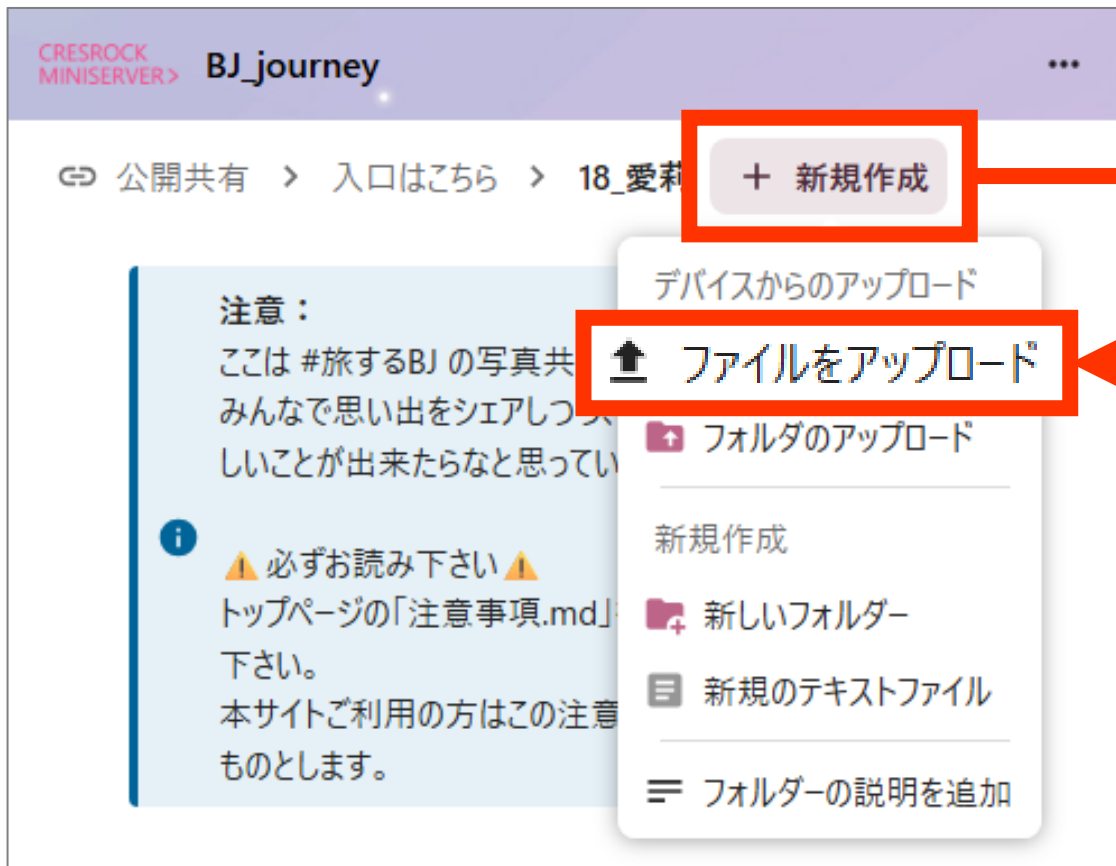 CRESROCK
MINISERVER>
BJ_journey
公開共有 > 入口はこちら > 18_愛莉
+ 新規作成
デバイスからのアップロード
ファイルをアップロード
フォルダのアップロード
新規作成
新しいフォルダー
新規のテキストファイル
フォルダーの説明を追加
注意：
ここは #旅するBJ の写真共
みんなで思い出をシェアしつつ、
しいことが出来たらなと思ってい
⚠ 必ずお読み下さい ⚠
トップページの「注意事項.md」
下さい。
本サイトご利用の方はこの注意
ものとします。